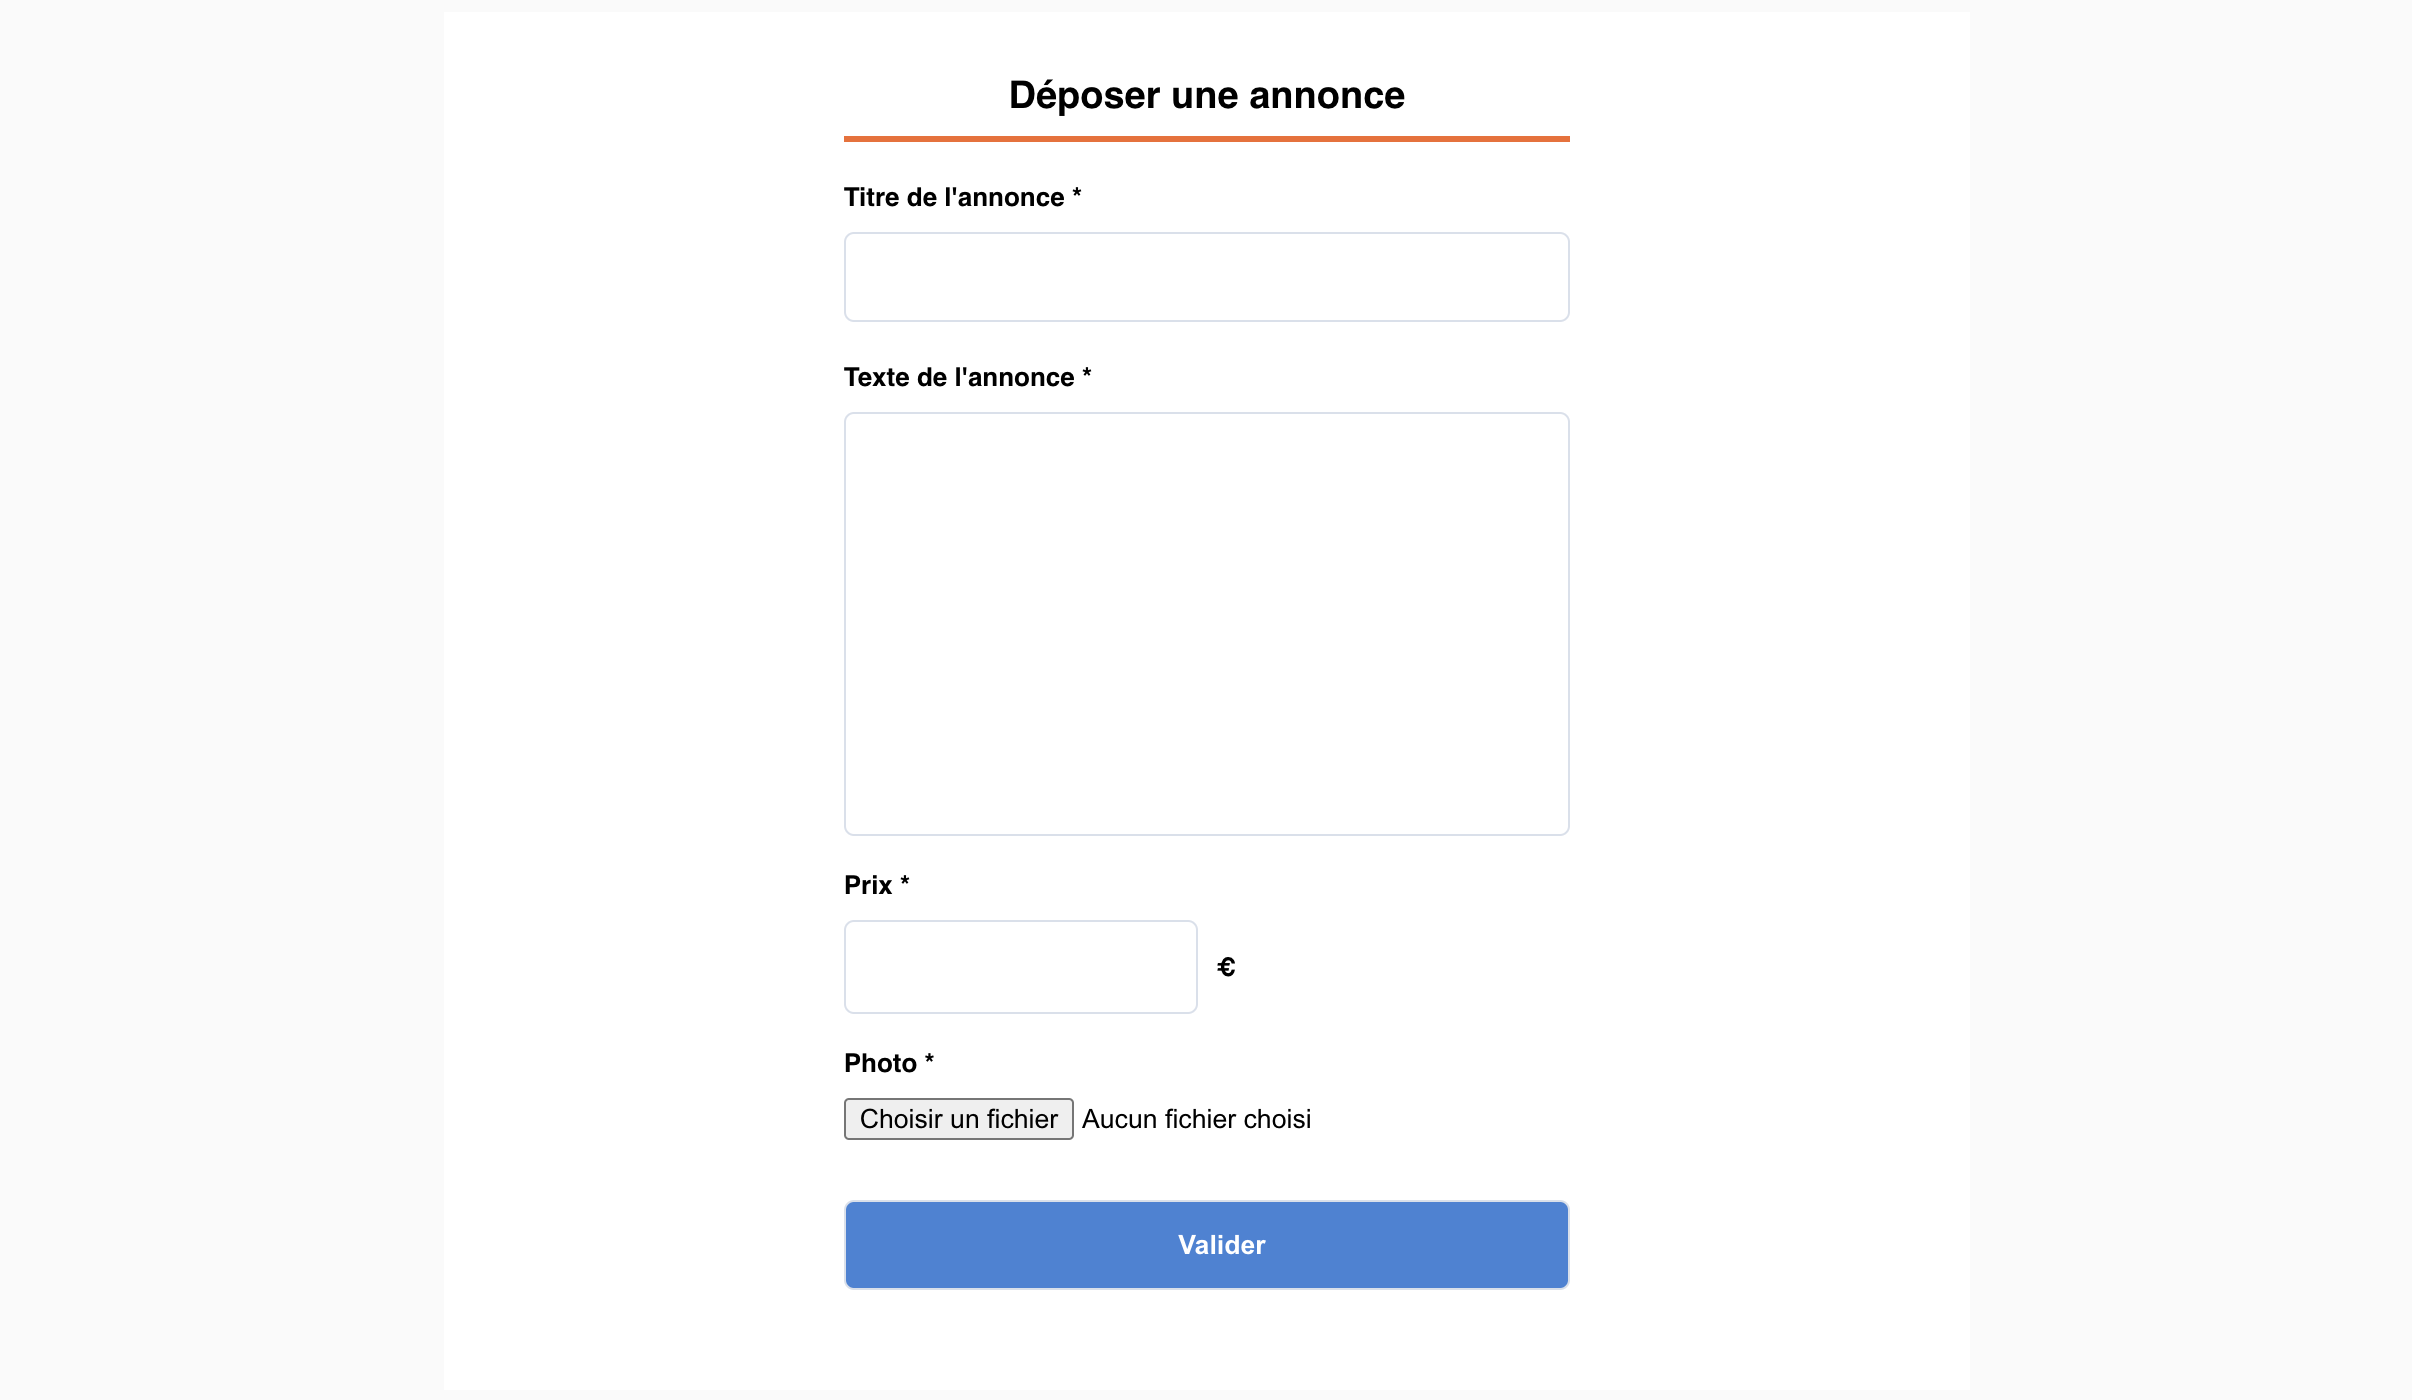 Déposer une annonce
Titre de l'annonce *
Texte de l'annonce *
Prix *
€
Photo *
Choisir un fichier Aucun fichier choisi
Valider